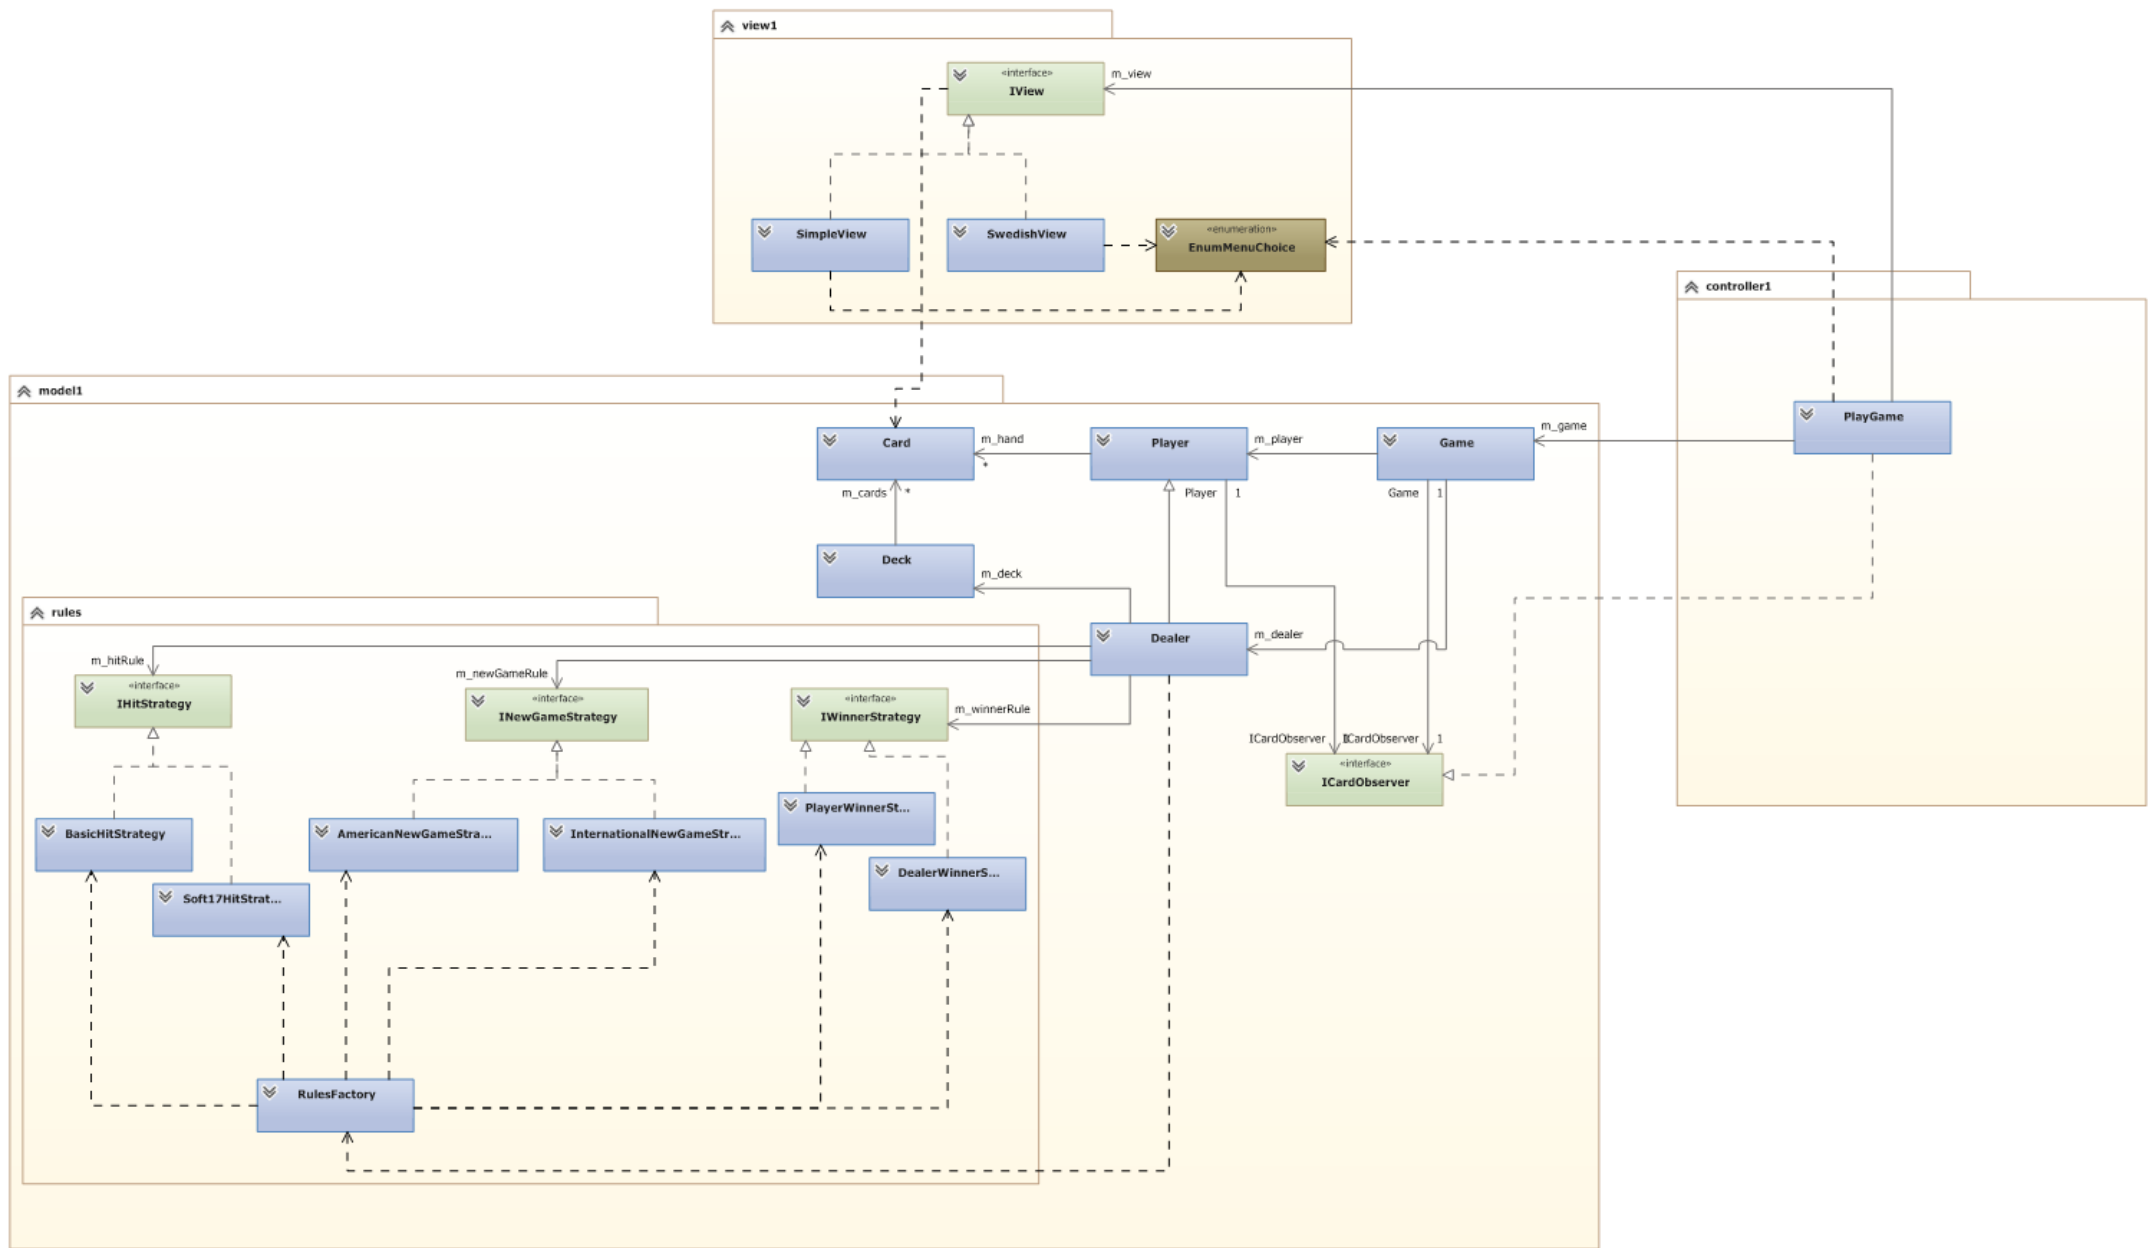 view1
«interface»
IView
m_view
SimpleView
SwedishView
«enumeration»
EnumMenuChoice
controller1
PlayGame
m_game
model1
Card
m_hand
*
Player
m_player
Game
m_cards
*
Player
1
Game
1
Deck
m_deck
rules
Dealer
m_dealer
m_hitRule
«interface»
IHitStrategy
m_newGameRule
«interface»
INewGameStrategy
«interface»
IWinnerStrategy
m_winnerRule
ICardObserver
ICardObserver
1
«interface»
ICardObserver
BasicHitStrategy
Soft17HitStrat...
AmericanNewGameStra...
InternationalNewGameStr...
PlayerWinnerSt...
DealerWinnerS...
RulesFactory